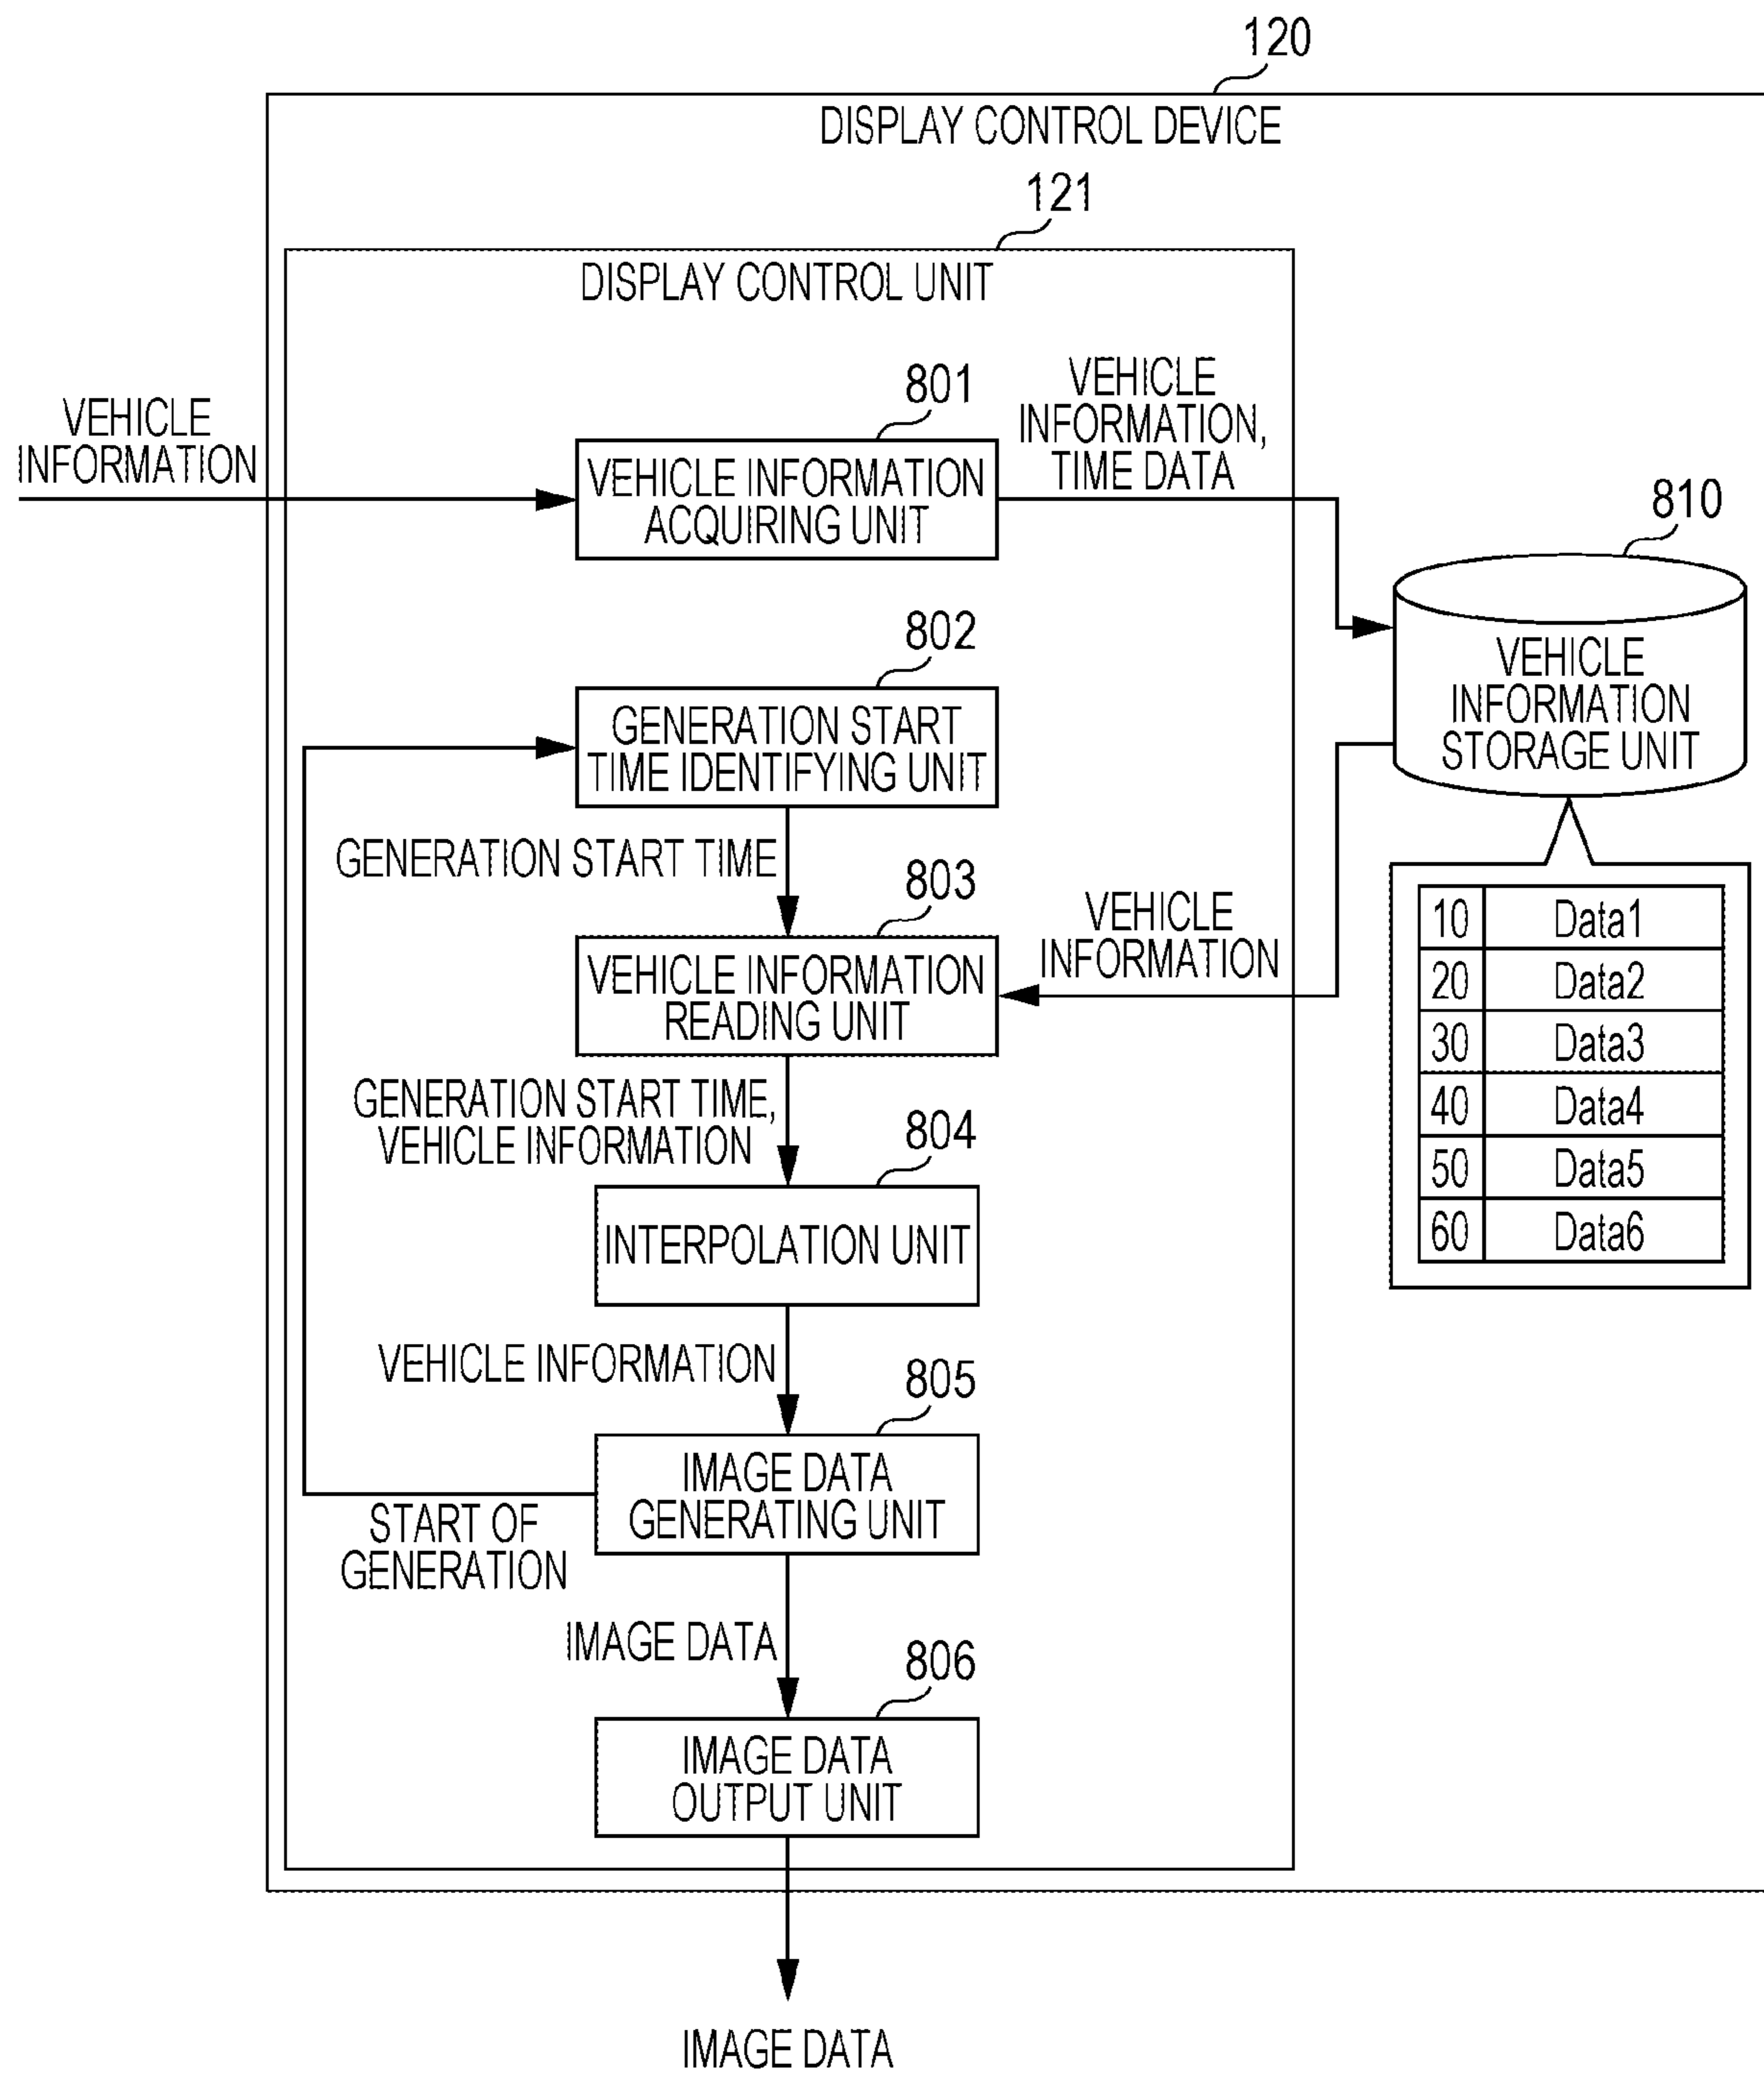 120
DISPLAY CONTROL DEVICE
121
DISPLAY CONTROL UNIT
VEHICLE
INFORMATION
801
VEHICLE INFORMATION
ACQUIRING UNIT
VEHICLE
INFORMATION,
TIME DATA
810
VEHICLE
INFORMATION
STORAGE UNIT
802
GENERATION START
TIME IDENTIFYING UNIT
GENERATION START TIME
803
VEHICLE INFORMATION
READING UNIT
VEHICLE
INFORMATION
10 Data1
20 Data2
30 Data3
40 Data4
50 Data5
60 Data6
GENERATION START TIME,
VEHICLE INFORMATION
804
INTERPOLATION UNIT
VEHICLE INFORMATION
805
IMAGE DATA
GENERATING UNIT
START OF
GENERATION
IMAGE DATA
806
IMAGE DATA
OUTPUT UNIT
IMAGE DATA